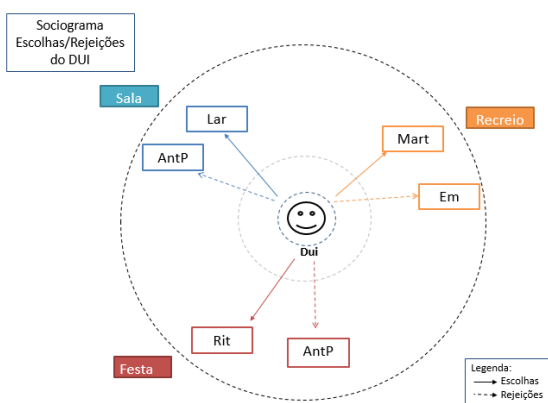 Sociograma
Escolhas/Rejeições
do DUI
Sala
Lar
AntP
Recreio
Mart
Em
Dui
Rit
AntP
Festa
Legenda:
Escolhas
Rejeições